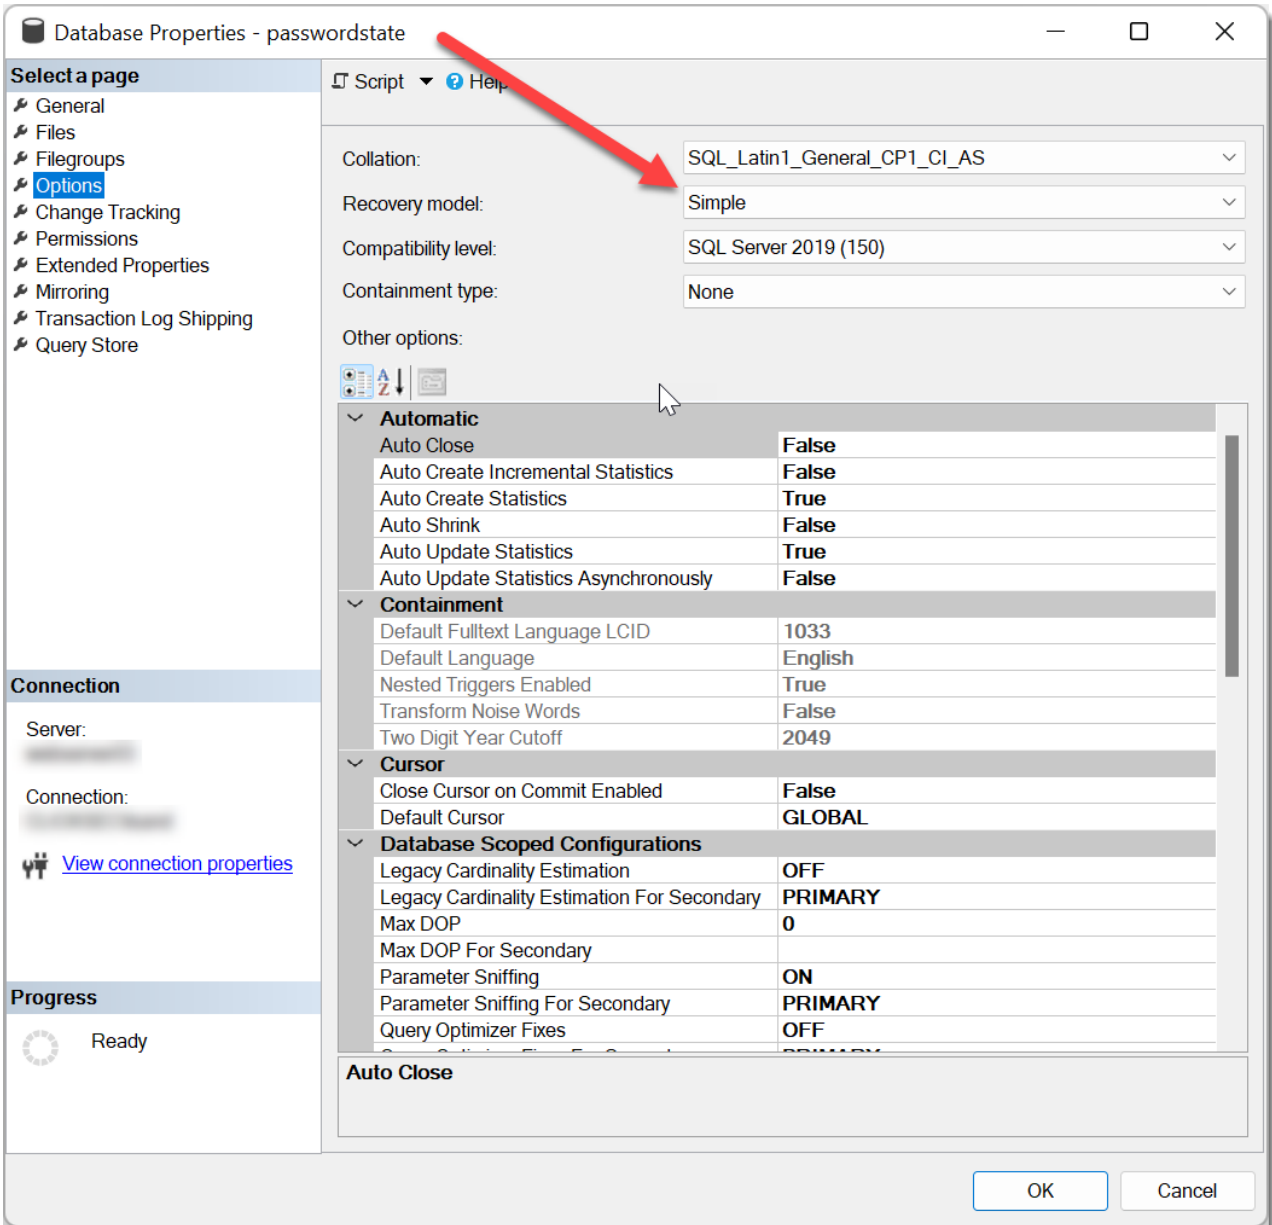 Database Properties - passwordstate
Select a page
General
Files
Filegroups
Options
Change Tracking
Permissions
Extended Properties
Mirroring
Transaction Log Shipping
Query Store
Connection
Server:
Connection:
View connection properties
Progress
Ready
Script Help
Collation: SQL_Latin1_General_CP1_CI_AS
Recovery model: Simple
Compatibility level: SQL Server 2019 (150)
Containment type: None
Other options:
Automatic
Auto Close False
Auto Create Incremental Statistics False
Auto Create Statistics True
Auto Shrink False
Auto Update Statistics True
Auto Update Statistics Asynchronously False
Containment
Default Fulltext Language LCID 1033
Default Language English
Nested Triggers Enabled True
Transform Noise Words False
Two Digit Year Cutoff 2049
Cursor
Close Cursor on Commit Enabled False
Default Cursor GLOBAL
Database Scoped Configurations
Legacy Cardinality Estimation OFF
Legacy Cardinality Estimation For Secondary PRIMARY
Max DOP 0
Max DOP For Secondary
Parameter Sniffing ON
Parameter Sniffing For Secondary PRIMARY
Query Optimizer Fixes OFF
Auto Close
OK Cancel